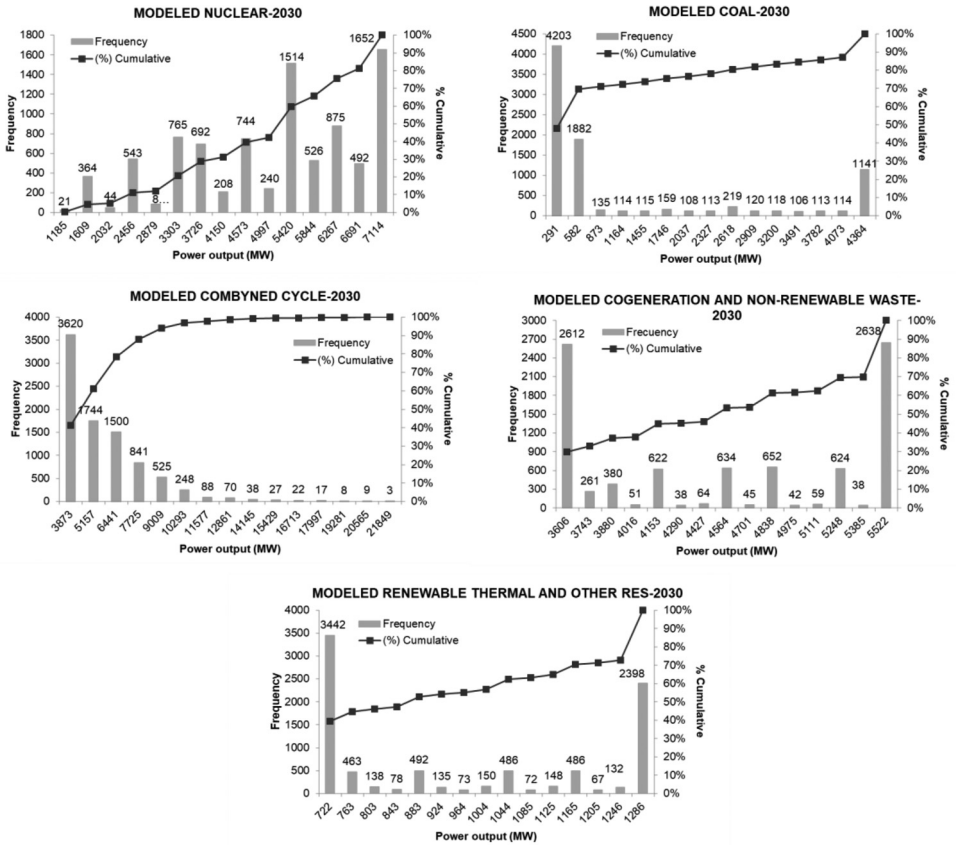 MODELED NUCLEAR-2030
Frequency
(%) Cumulative
1800 1600 1400 1200 1000 800 600 400 200 0
Frequency
21 364 44 543 8... 765 692 208 744 240 1514 526 875 492 1652
100% 90% 80% 70% 60% 50% 40% 30% 20% 10% 0%
% Cumulative
1185 1609 2032 2456 2879 3303 3726 4150 4573 4997 5420 5844 6267 6691 7114
Power output (MW)
MODELED COAL-2030
Frequency
(%) Cumulative
4500 4000 3500 3000 2500 2000 1500 1000 500 0
Frequency
4203 1882 135 114 115 159 108 113 219 120 118 106 113 114 1141
100% 90% 80% 70% 60% 50% 40% 30% 20% 10% 0%
% Cumulative
291 582 873 1164 1455 1746 2037 2327 2618 2909 3200 3491 3782 4073 4364
Power output (MW)
MODELED COMBYNED CYCLE-2030
Frequency
(%) Cumulative
4000 3500 3000 2500 2000 1500 1000 500 0
Frequency
3620 1744 1500 841 525 248 88 70 38 27 22 17 8 9 3
100% 90% 80% 70% 60% 50% 40% 30% 20% 10% 0%
% Cumulative
3873 5157 6441 7725 9009 10293 11577 12861 14145 15429 16713 17997 19281 20565 21849
Power output (MW)
MODELED COGENERATION AND NON-RENEWABLE WASTE-
2030
Frecuency
(%) Cumulative
3000 2700 2400 2100 1800 1500 1200 900 600 300 0
Frequency
2612 261 380 51 622 38 64 634 45 652 42 59 624 38 2638
100% 90% 80% 70% 60% 50% 40% 30% 20% 10% 0%
% Cumulative
3606 3743 3880 4016 4153 4290 4427 4564 4701 4838 4975 5111 5248 5385 5522
Power output (MW)
MODELED RENEWABLE THERMAL AND OTHER RES-2030
Frequency
(%) Cumulative
4000 3500 3000 2500 2000 1500 1000 500 0
Frequency
3442 463 138 78 492 135 73 150 486 72 148 486 67 132 2398
100% 90% 80% 70% 60% 50% 40% 30% 20% 10% 0%
% Cumulative
722 763 803 843 883 924 964 1004 1044 1085 1125 1165 1205 1246 1286
Power output (MW)